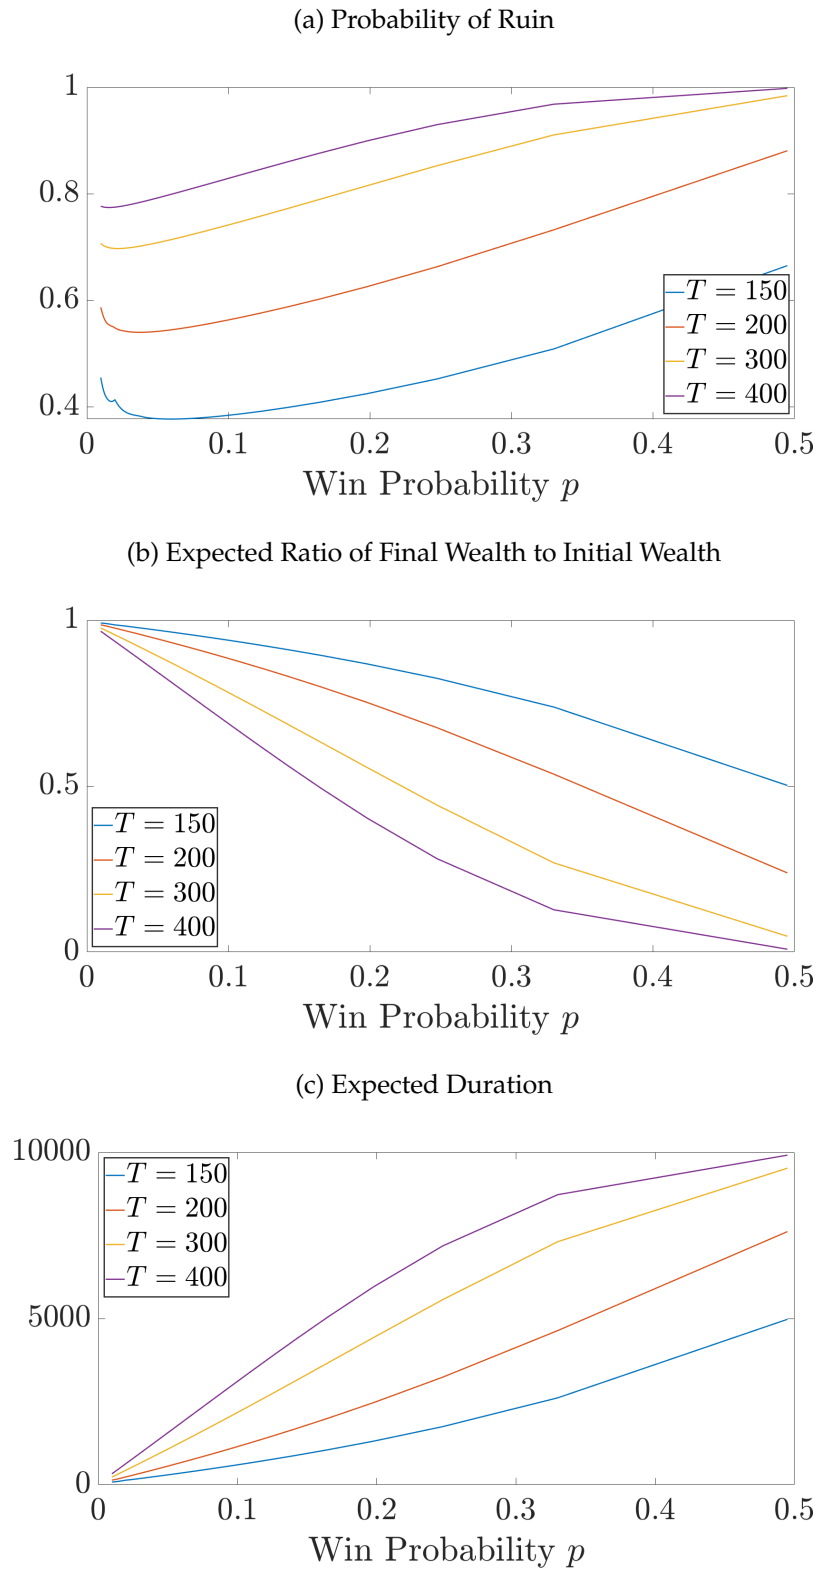 (a) Probability of Ruin
1
0.8
0.6
0.4
T = 150
T = 200
T = 300
T = 400
0 0.1 0.2 0.3 0.4 0.5
Win Probability p
(b) Expected Ratio of Final Wealth to Initial Wealth
1
0.5
0
T = 150
T = 200
T = 300
T = 400
0 0.1 0.2 0.3 0.4 0.5
Win Probability p
(c) Expected Duration
10000
5000
0
T = 150
T = 200
T = 300
T = 400
0 0.1 0.2 0.3 0.4 0.5
Win Probability p